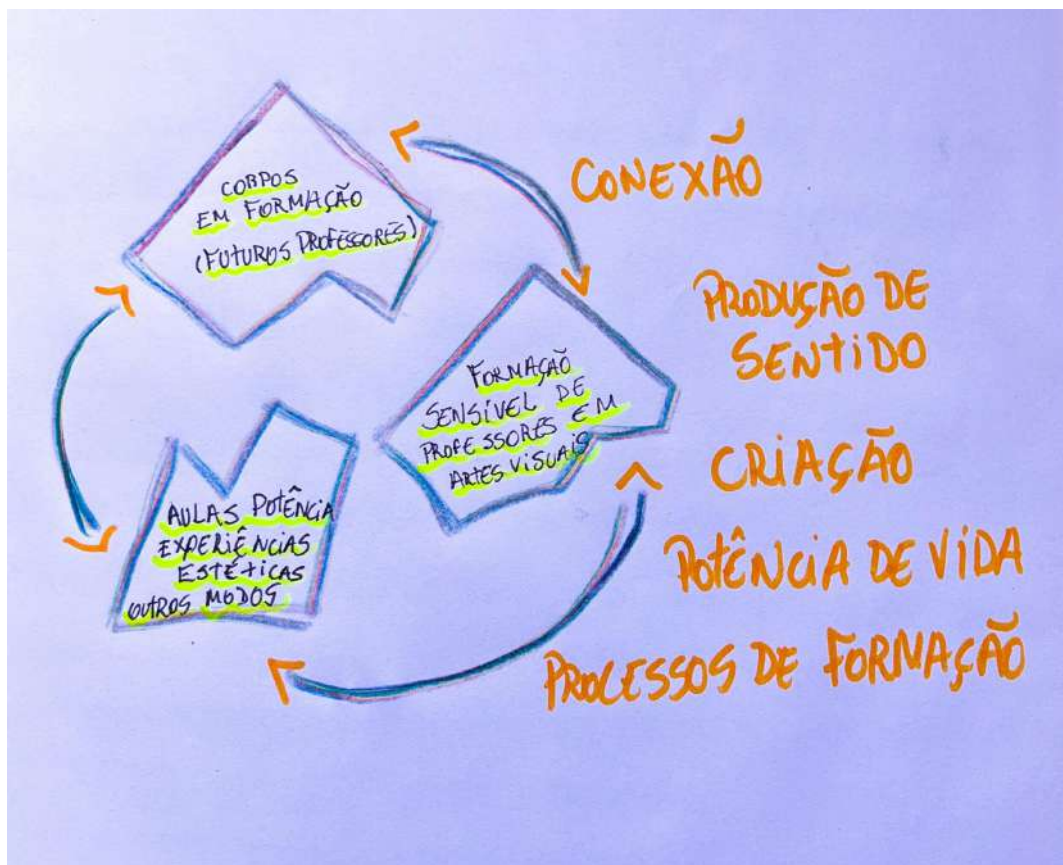 CORPOS
EM FORMAÇÃO
(FUTUROS PROFESSORES)
FORMAÇÃO
SENSÍVEL DE
PROFESSORES EM
ARTES VISUAIS
AULAS POTÊNCIA
EXPERIÊNCIAS
ESTÉTICAS
OUTROS MODOS
CONEXÃO
PRODUÇÃO DE
SENTIDO
CRIAÇÃO
POTÊNCIA DE VIDA
PROCESSOS DE FORMAÇÃO